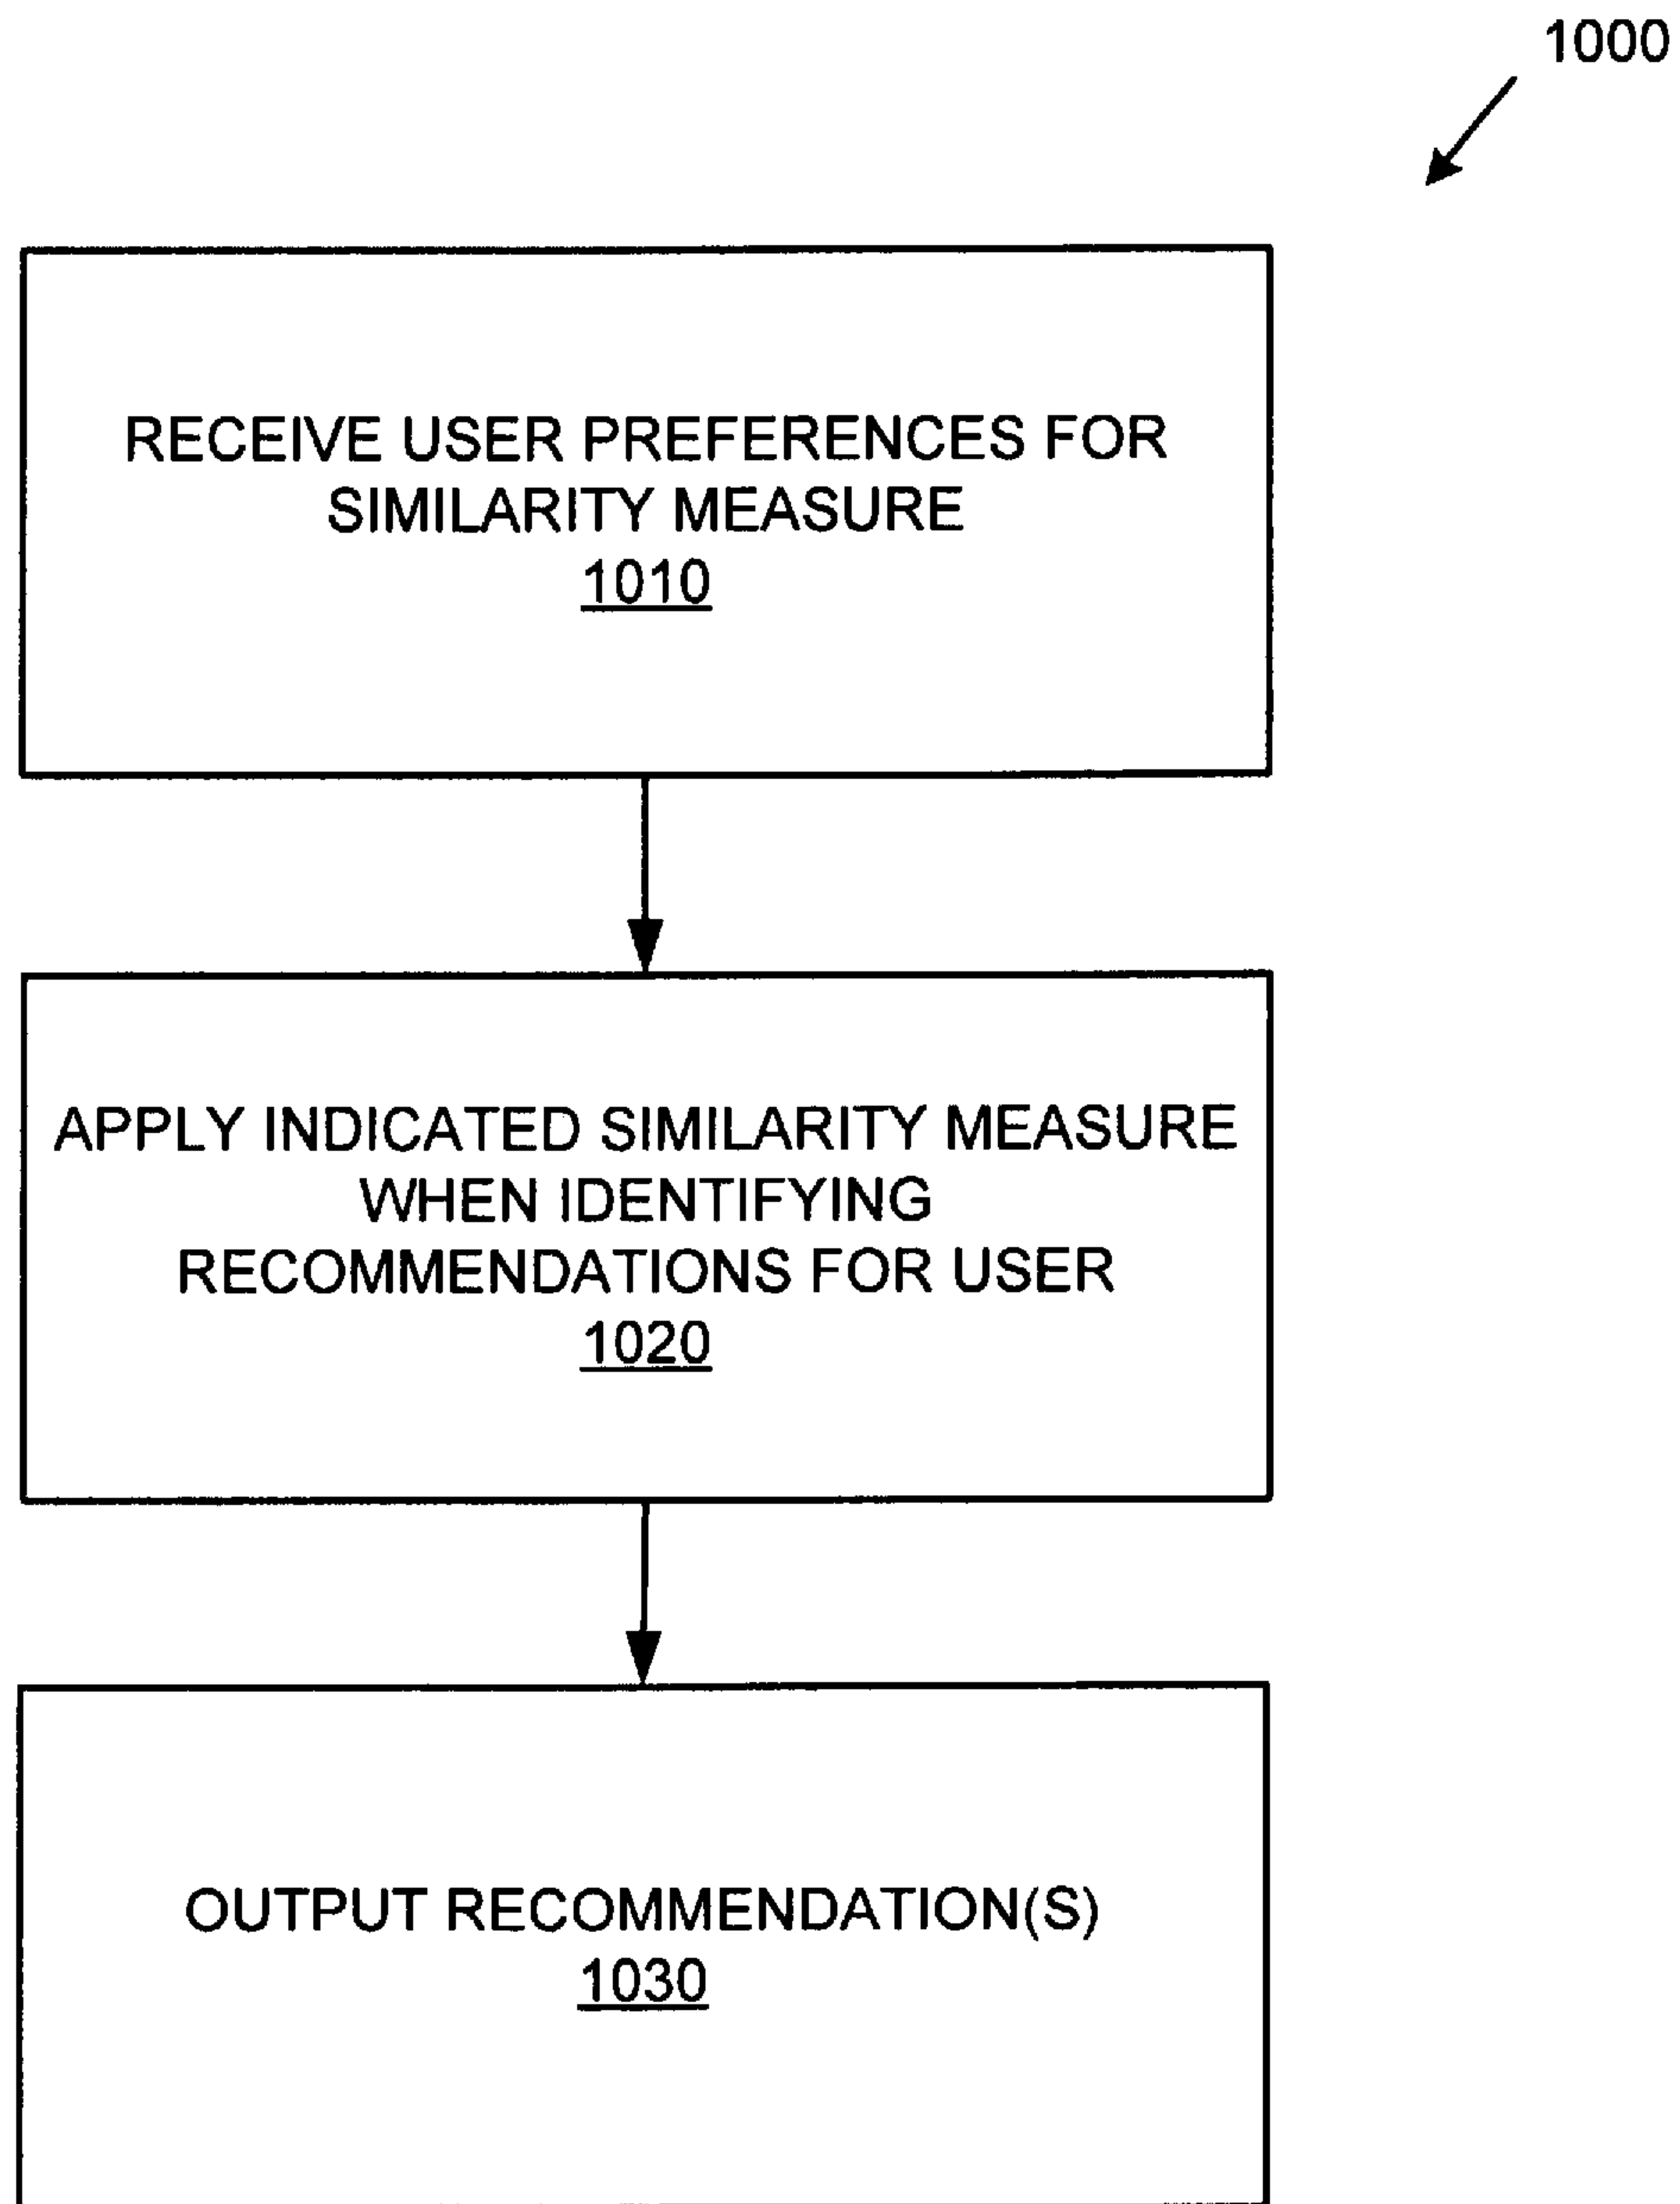 1000
RECEIVE USER PREFERENCES FOR
SIMILARITY MEASURE
1010
APPLY INDICATED SIMILARITY MEASURE
WHEN IDENTIFYING
RECOMMENDATIONS FOR USER
1020
OUTPUT RECOMMENDATION(S)
1030